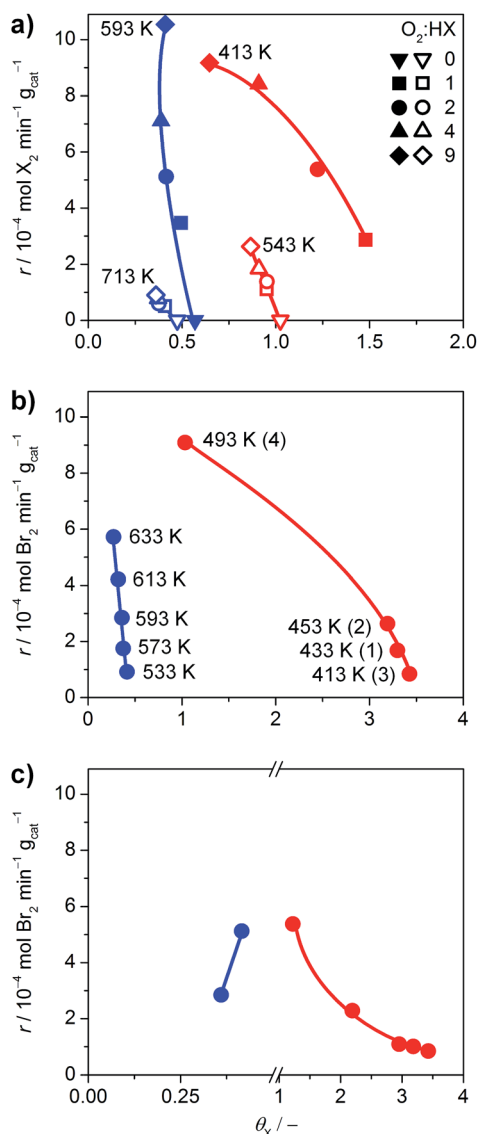 a)
10
8
6
4
2
0
r / 10⁻⁴ mol X₂ min⁻¹ g_cat⁻¹
593 K
413 K
O₂:HX
0
1
2
4
9
713 K
543 K
0.0 0.5 1.0 1.5 2.0
b)
10
8
6
4
2
0
r / 10⁻⁴ mol Br₂ min⁻¹ g_cat⁻¹
493 K (4)
633 K
613 K
593 K
573 K
533 K
453 K (2)
433 K (1)
413 K (3)
0 1 2 3 4
c)
10
8
6
4
2
0
r / 10⁻⁴ mol Br₂ min⁻¹ g_cat⁻¹
0.00 0.25 1 2 3 4
θₓ / –